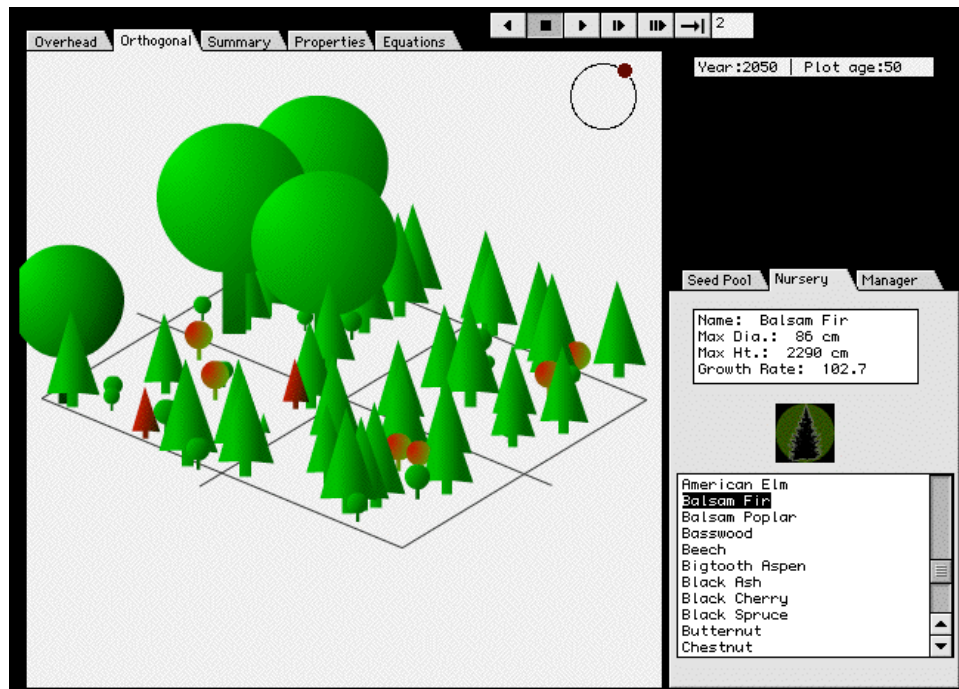 2
Overhead Orthogonal Summary Properties Equations
Year:2050 | Plot age:50
Seed Pool Nursery Manager
Name: Balsam Fir
Max Dia.: 86 cm
Max Ht.: 2290 cm
Growth Rate: 102.7
American Elm
Balsam Fir
Balsam Poplar
Basswood
Beech
Bigtooth Aspen
Black Ash
Black Cherry
Black Spruce
Butternut
Chestnut